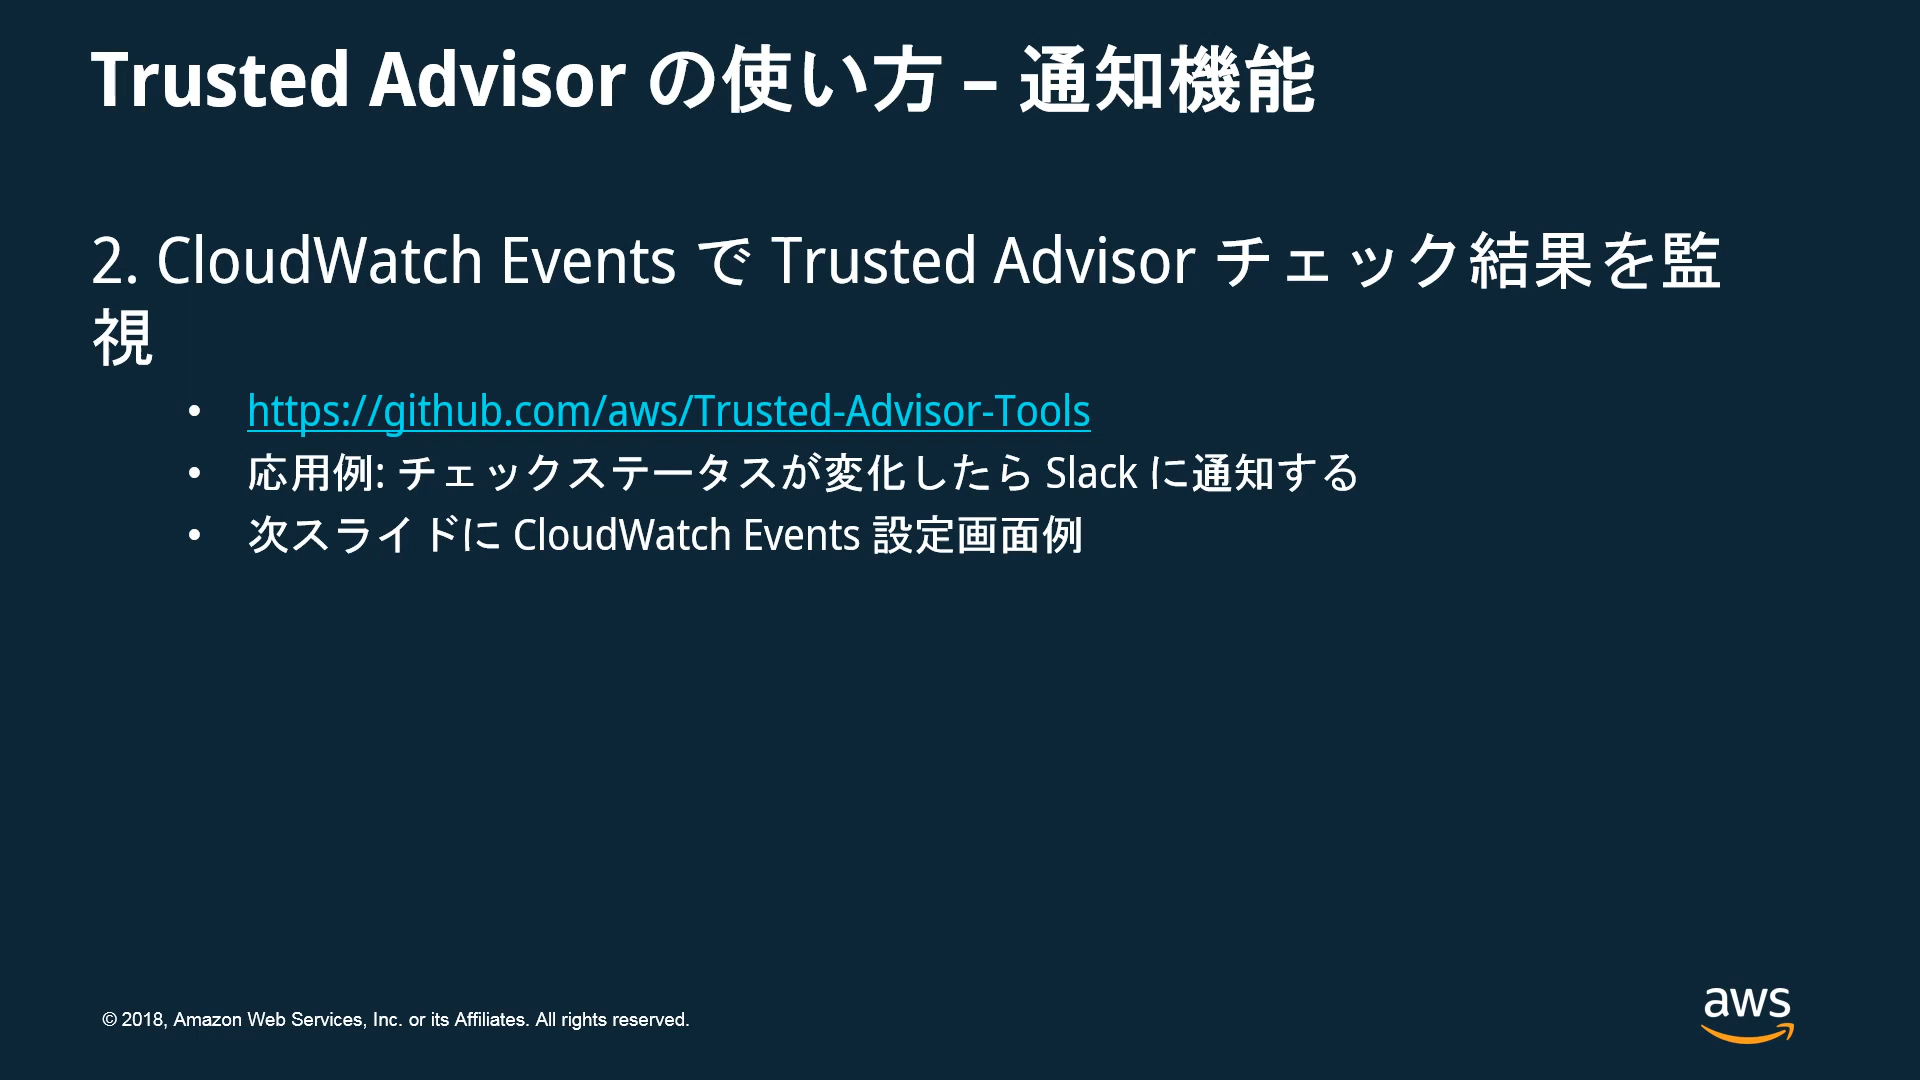 Trusted Advisor の使い方 – 通知機能
2. CloudWatch Events で Trusted Advisor チェック結果を監
視
• https://github.com/aws/Trusted-Advisor-Tools
• 応用例: チェックステータスが変化したら Slack に通知する
• 次スライドに CloudWatch Events 設定画面例
© 2018, Amazon Web Services, Inc. or its Affiliates. All rights reserved.
aws